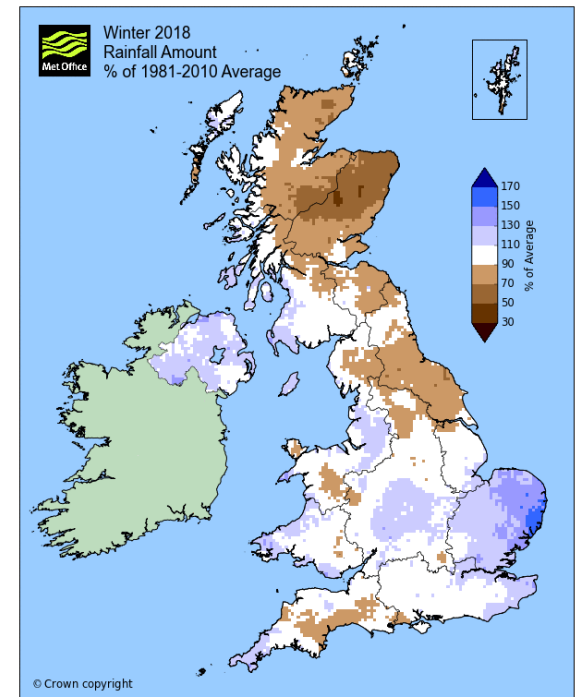 Met Office
Winter 2018
Rainfall Amount
% of 1981-2010 Average
170
150
130
110
90
70
50
30
% of Average
© Crown copyright